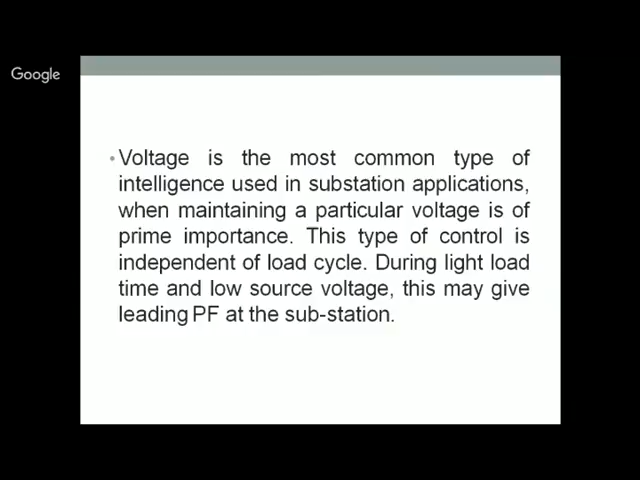 Google
• Voltage is the most common type of
intelligence used in substation applications,
when maintaining a particular voltage is of
prime importance. This type of control is
independent of load cycle. During light load
time and low source voltage, this may give
leading PF at the sub-station.